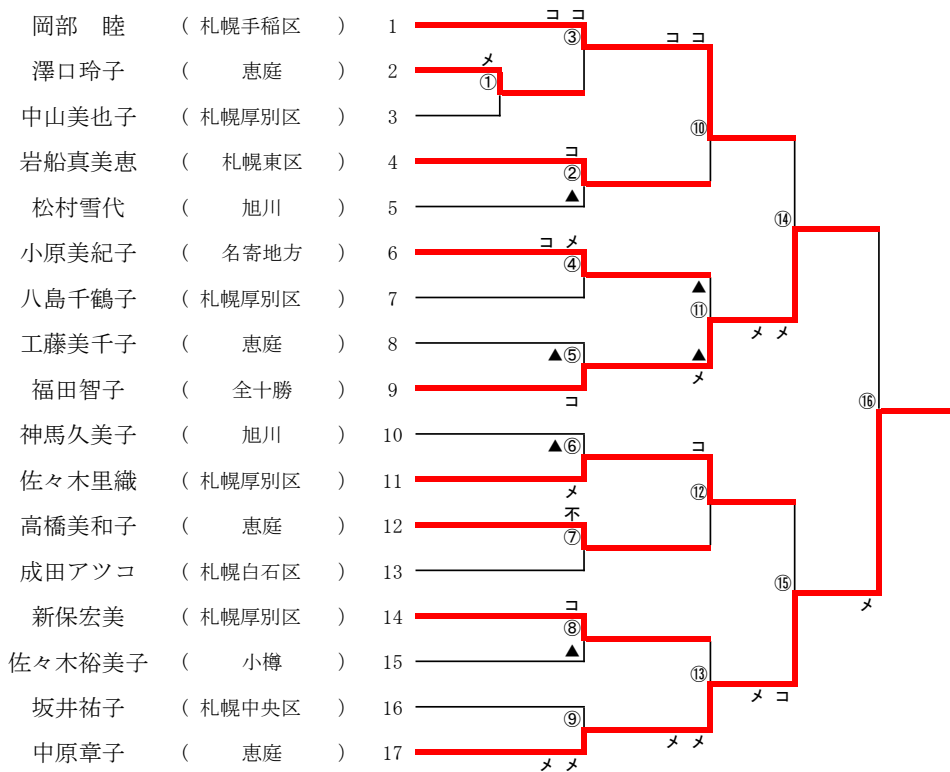 コ コ
岡部 睦 ( 札幌手稲区 ) 1
③
コ コ
メ
澤口玲子 ( 恵庭 ) 2
①
中山美也子 ( 札幌厚別区 ) 3
⑩
コ
岩船真美恵 ( 札幌東区 ) 4
②
▲
松村雪代 ( 旭川 ) 5
⑭
コ メ
小原美紀子 ( 名寄地方 ) 6
④
▲
八島千鶴子 ( 札幌厚別区 ) 7
⑪
メ メ
工藤美千子 ( 恵庭 ) 8
▲⑤ ▲
メ
福田智子 ( 全十勝 ) 9
コ
⑯
神馬久美子 ( 旭川 ) 10
▲⑥ コ
佐々木里織 ( 札幌厚別区 ) 11
メ
⑫
不
高橋美和子 ( 恵庭 ) 12
⑦
成田アツコ ( 札幌白石区 ) 13
⑮
コ メ
新保宏美 ( 札幌厚別区 ) 14
⑧
▲
佐々木裕美子 ( 小樽 ) 15
⑬
メ コ
坂井祐子 ( 札幌中央区 ) 16
⑨
メ メ
中原章子 ( 恵庭 ) 17
メ メ